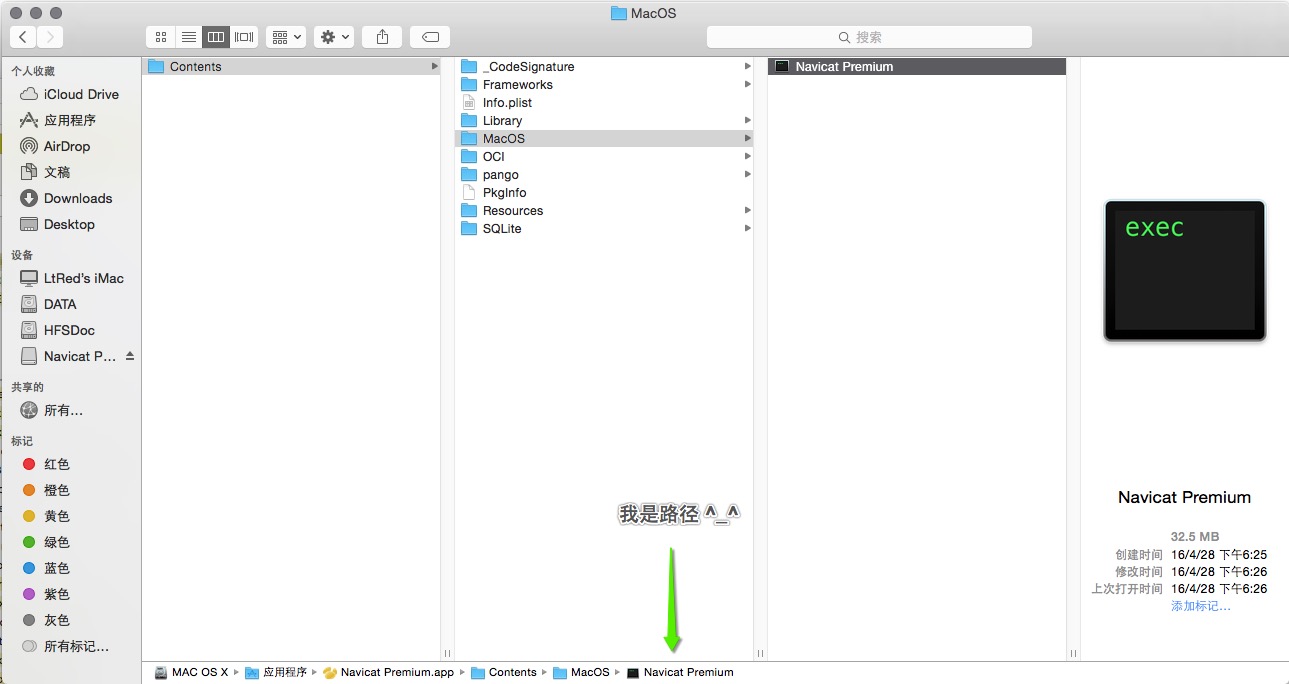 MacOS
搜索
个人收藏
iCloud Drive
应用程序
AirDrop
文稿
Downloads
Desktop
设备
LtRed's iMac
DATA
HFSDoc
Navicat P...
共享的
所有...
标记
红色
橙色
黄色
绿色
蓝色
紫色
灰色
所有标记...
Contents
_CodeSignature
Frameworks
Info.plist
Library
MacOS
OCI
pango
PkgInfo
Resources
SQLite
Navicat Premium
exec
Navicat Premium
32.5 MB
创建时间 16/4/28 下午6:25
修改时间 16/4/28 下午6:26
上次打开时间 16/4/28 下午6:26
添加标记...
我是路径 ^_^
MAC OS X ▸ 应用程序 ▸ Navicat Premium.app ▸ Contents ▸ MacOS ▸ Navicat Premium